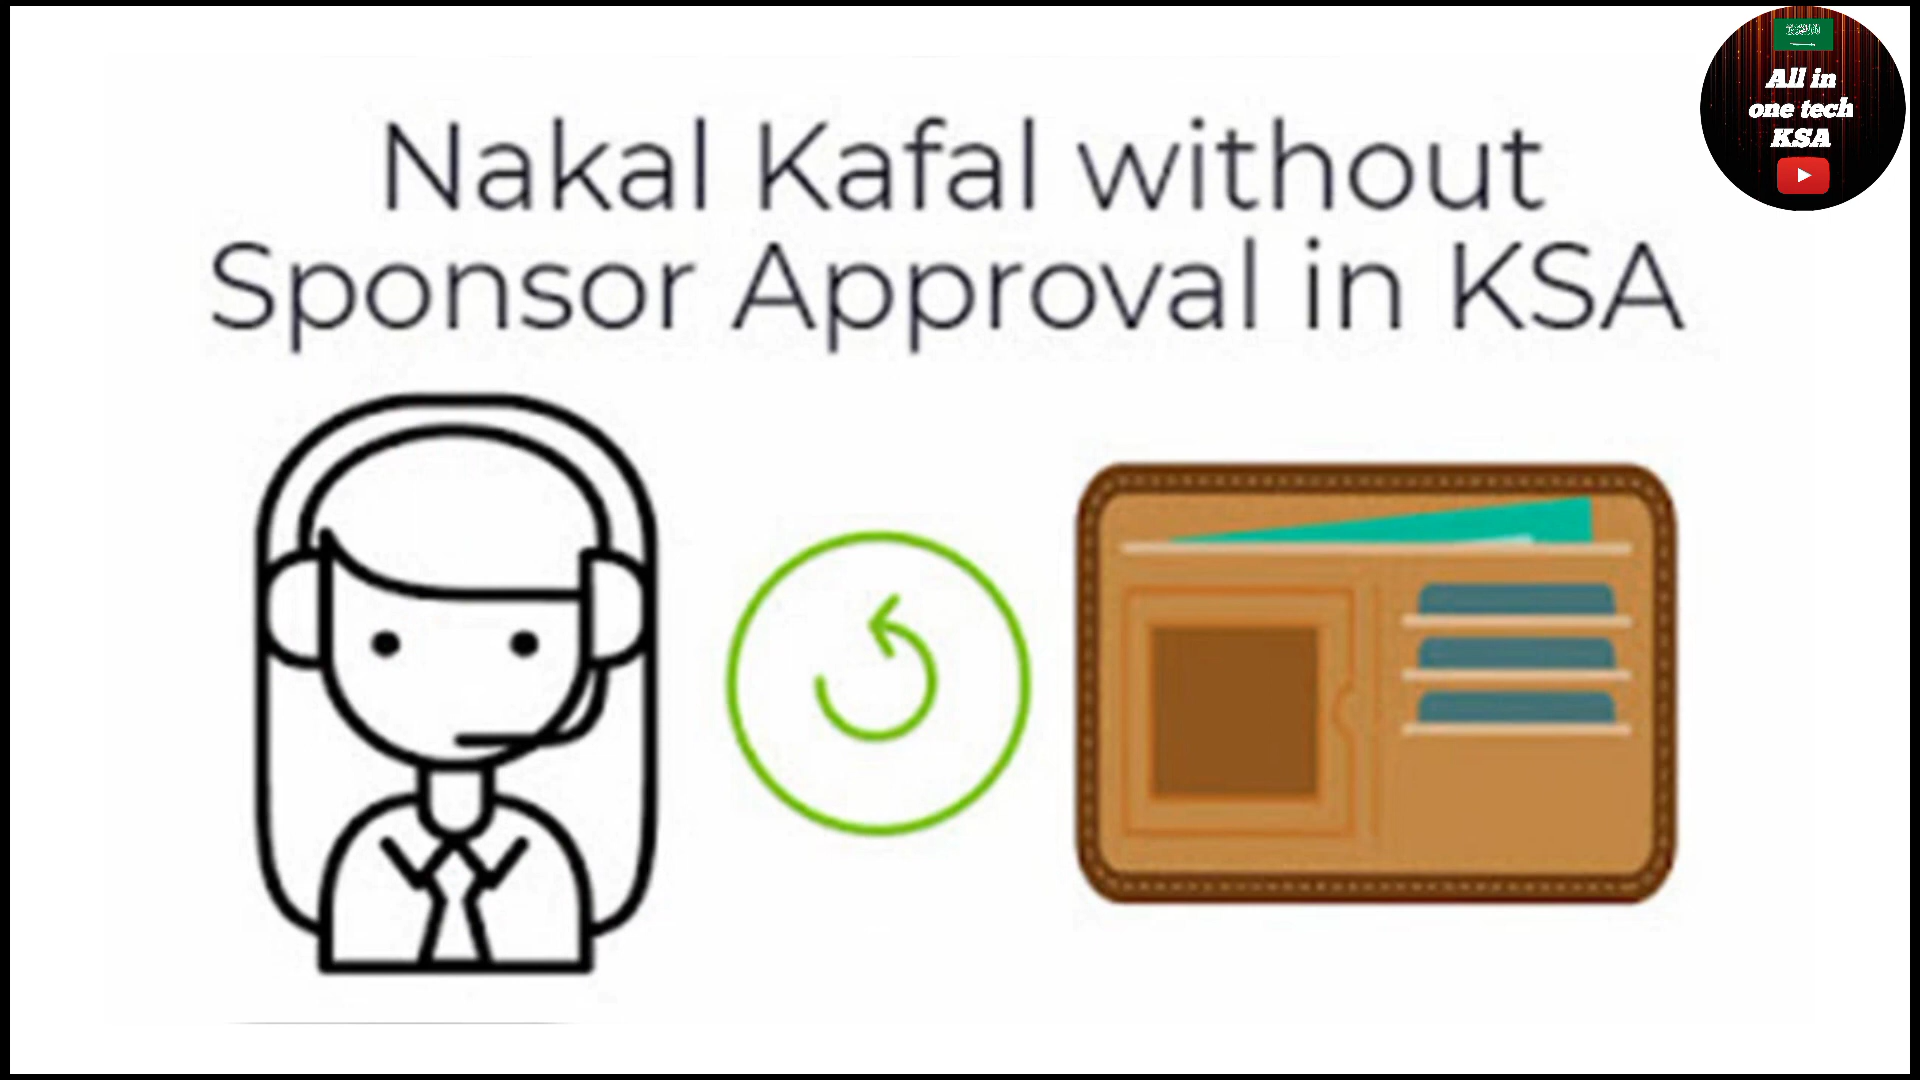 Nakal Kafal without
Sponsor Approval in KSA
All in
one tech
KSA